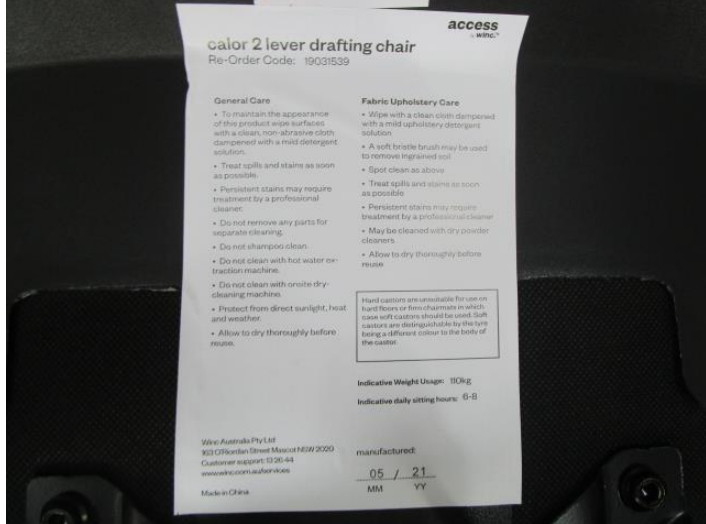 access
by winc.™
calor 2 lever drafting chair
Re-Order Code: 19031539
General Care
• To maintain the appearance
of this product wipe surfaces
with a clean, non-abrasive cloth
dampened with a mild detergent
solution.
• Treat spills and stains as soon
as possible.
• Persistent stains may require
treatment by a professional
cleaner.
• Do not remove any parts for
separate cleaning.
• Do not shampoo clean.
• Do not clean with hot water ex-
traction machine.
• Do not clean with onsite dry-
cleaning machine.
• Protect from direct sunlight, heat
and weather.
• Allow to dry thoroughly before
reuse.
Fabric Upholstery Care
• Wipe with a clean cloth dampened
with a mild upholstery detergent
solution
• A soft bristle brush may be used
to remove ingrained soil
• Spot clean as above
• Treat spills and stains as soon
as possible
• Persistent stains may require
treatment by a professional cleaner
• May be cleaned with dry powder
cleaners
• Allow to dry thoroughly before
reuse
Hard castors are unsuitable for use on
hard floors or firm chairmats in which
case soft castors should be used. Soft
castors are distinguishable by the tyre
being a different colour to the body of
the castor.
Indicative Weight Usage: 110kg
Indicative daily sitting hours: 6-8
Winc Australia Pty Ltd
163 O'Riordan Street Mascot NSW 2020
Customer support: 13 26 44
www.winc.com.au/services
Made in China
manufactured:
05 / 21
MM YY